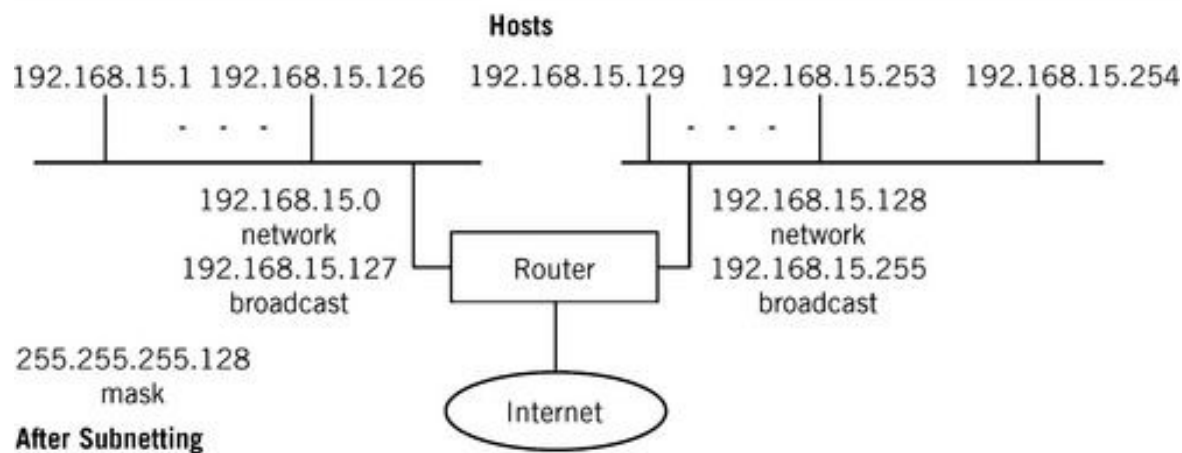 Hosts
192.168.15.1 192.168.15.126 192.168.15.129 192.168.15.253 192.168.15.254
192.168.15.0
network
192.168.15.127
broadcast
Router
192.168.15.128
network
192.168.15.255
broadcast
255.255.255.128
mask
Internet
After Subnetting